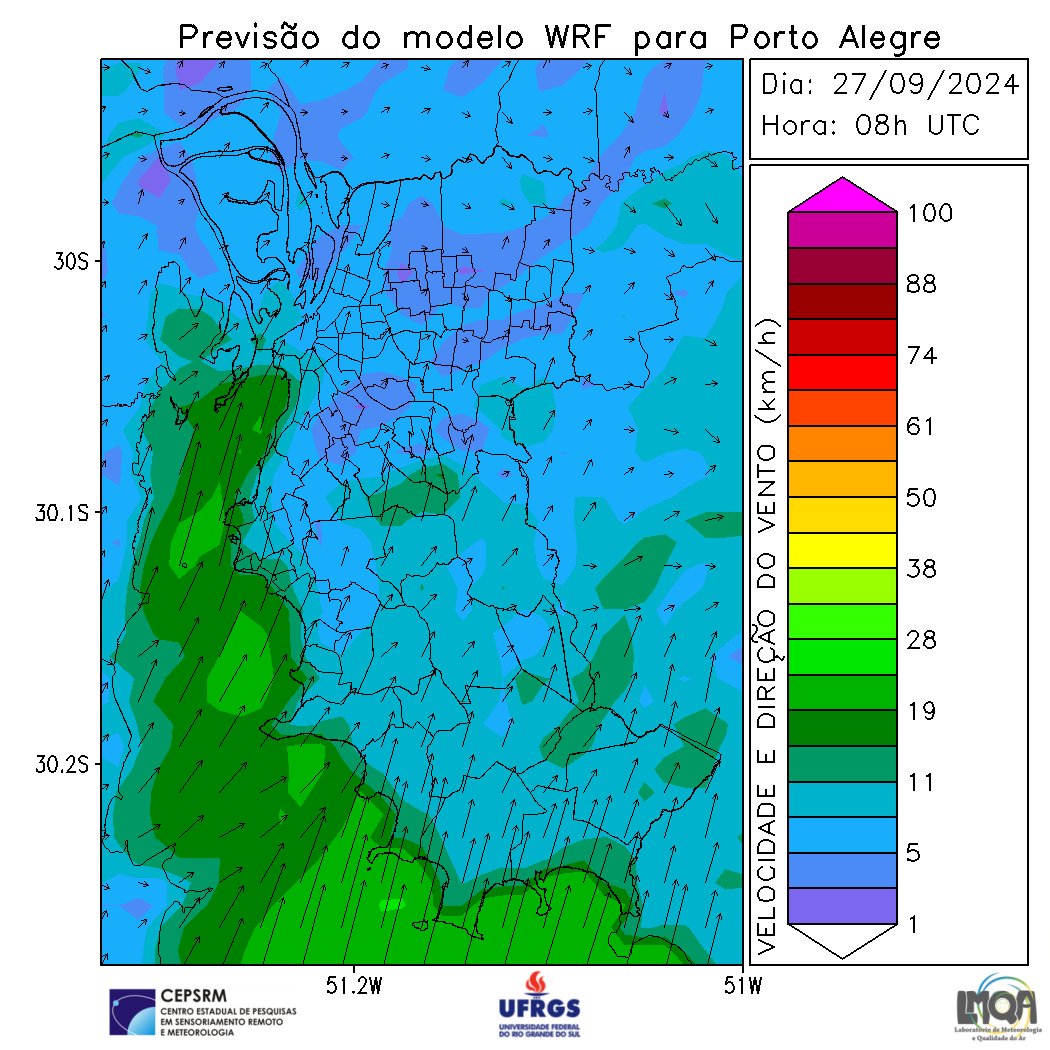 Previsão do modelo WRF para Porto Alegre
Dia: 27/09/2024
Hora: 08h UTC
30S
30.1S
30.2S
51.2W
51W
VELOCIDADE E DIREÇÃO DO VENTO (km/h)
100
88
74
61
50
38
28
19
11
5
1
CEPSRM
CENTRO ESTADUAL DE PESQUISAS
EM SENSORIAMENTO REMOTO
E METEOROLOGIA
UFRGS
UNIVERSIDADE FEDERAL
DO RIO GRANDE DO SUL
LMQA
Laboratório de Meteorologia
e Qualidade do Ar